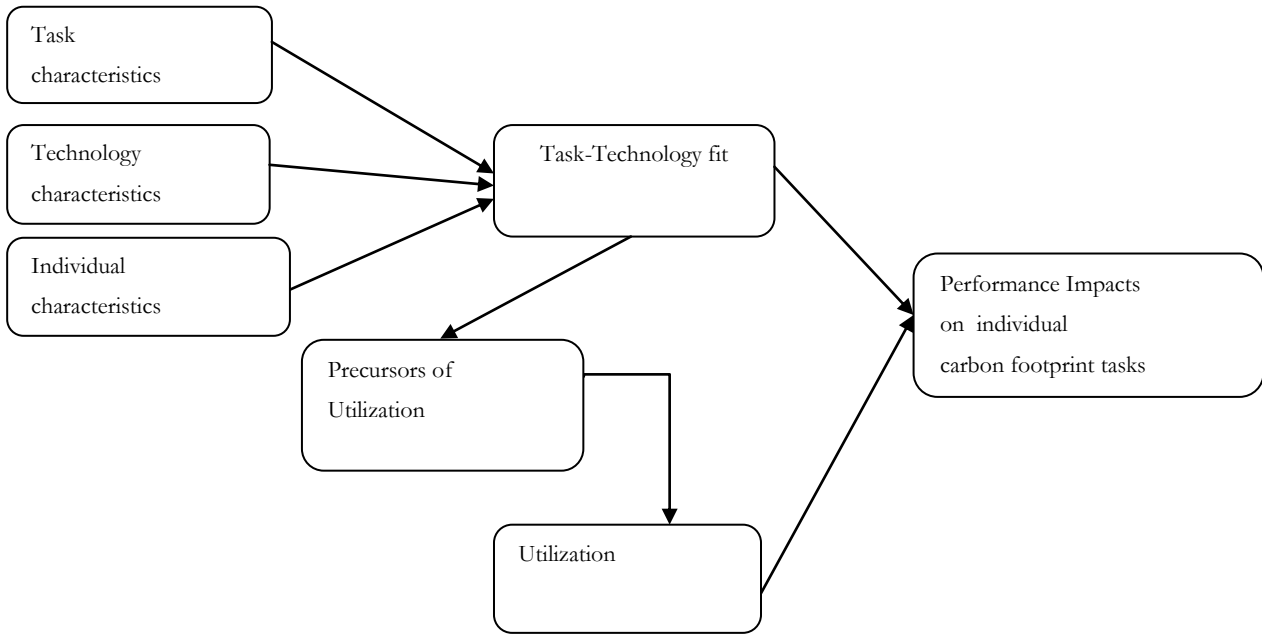 Task
characteristics
Technology
characteristics
Individual
characteristics
Task-Technology fit
Precursors of
Utilization
Utilization
Performance Impacts
on individual
carbon footprint tasks